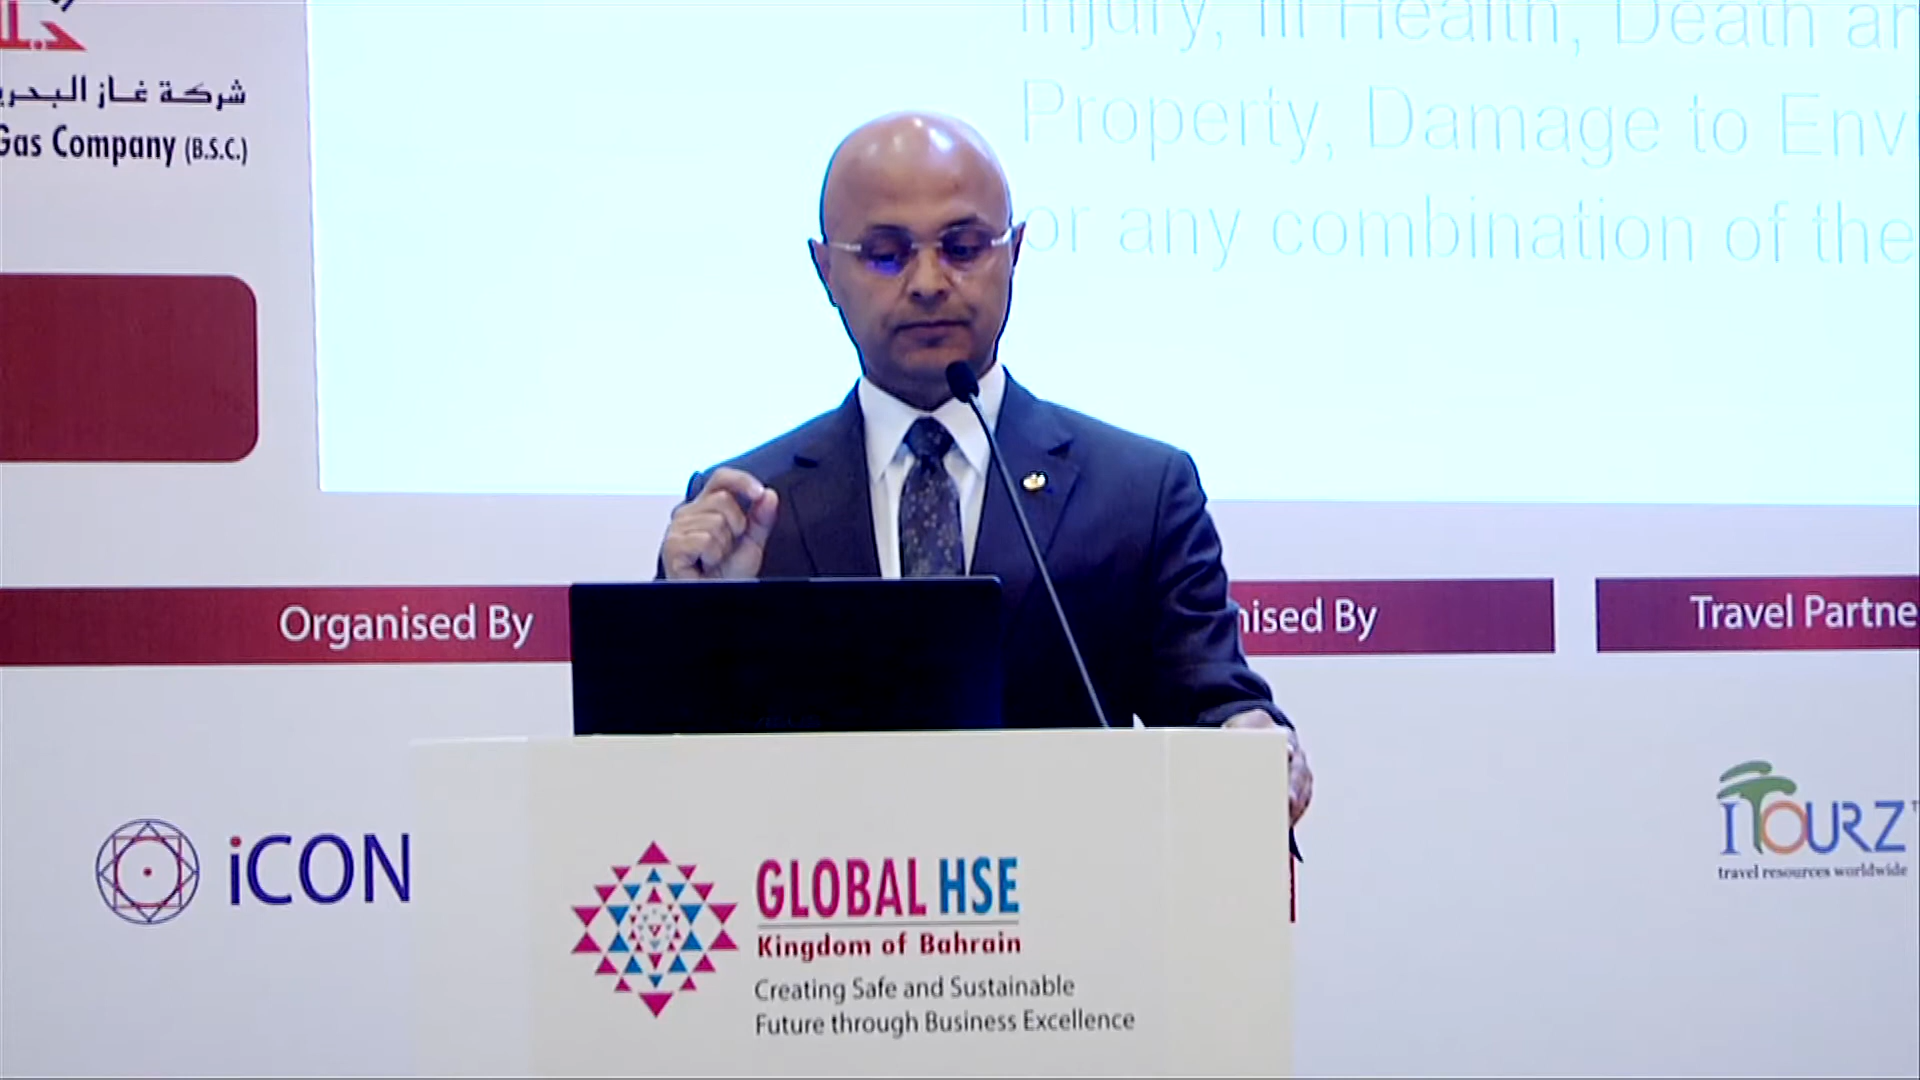 شركة غاز البحري
Gas Company (B.S.C.)
Injury, Ill Health, Death an
Property, Damage to Env
or any combination of the
Organised By
nised By
Travel Partne
iCON
ITOURZ
travel resources worldwide
GLOBAL HSE
Kingdom of Bahrain
Creating Safe and Sustainable
Future through Business Excellence